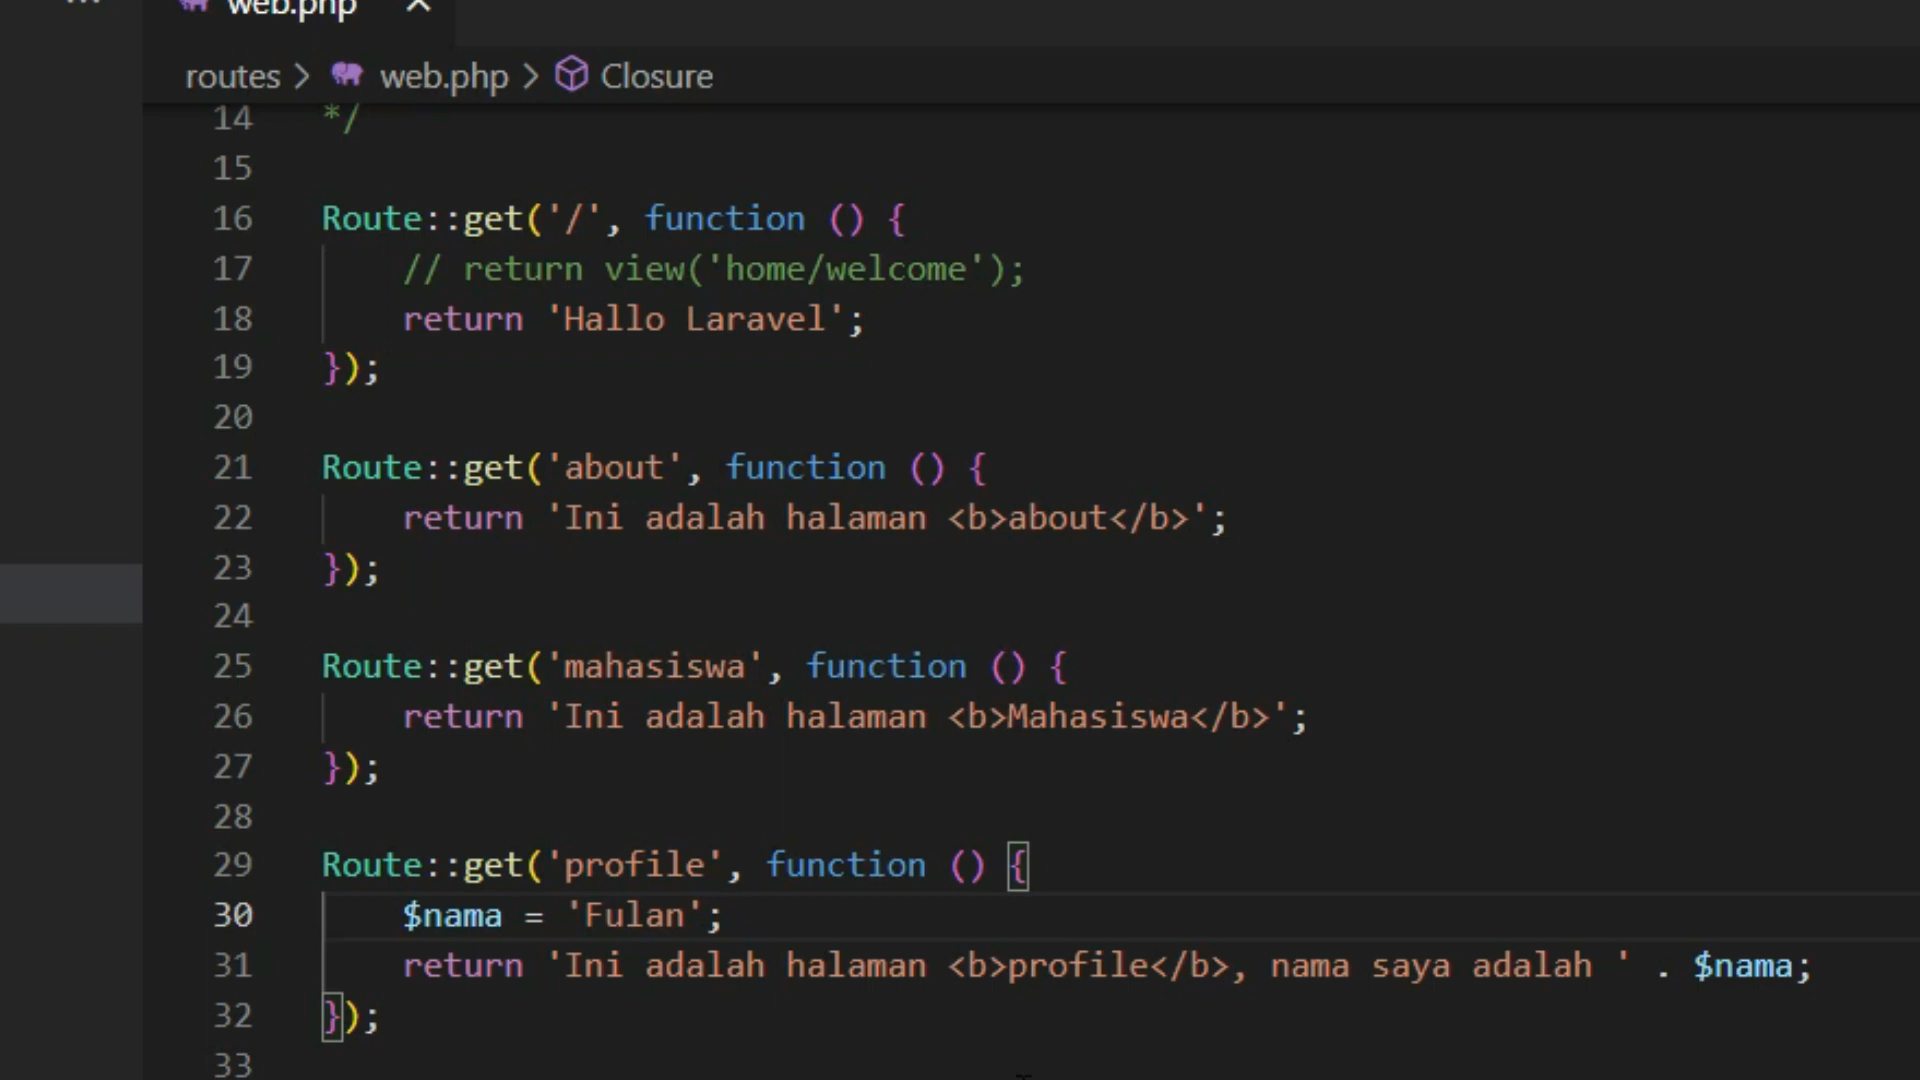 web.php
routes > web.php > Closure
14 */
15
16 Route::get('/', function () {
17 // return view('home/welcome');
18 return 'Hallo Laravel';
19 });
20
21 Route::get('about', function () {
22 return 'Ini adalah halaman <b>about</b>';
23 });
24
25 Route::get('mahasiswa', function () {
26 return 'Ini adalah halaman <b>Mahasiswa</b>';
27 });
28
29 Route::get('profile', function () {
30 $nama = 'Fulan';
31 return 'Ini adalah halaman <b>profile</b>, nama saya adalah ' . $nama;
32 });
33